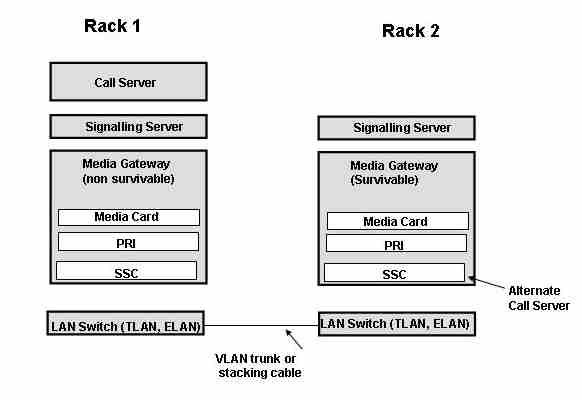 Rack 1
Call Server
Signalling Server
Media Gateway
(non survivable)
Media Card
PRI
SSC
LAN Switch (TLAN, ELAN)
Rack 2
Signalling Server
Media Gateway
(Survivable)
Media Card
PRI
SSC
Alternate
Call Server
LAN Switch (TLAN, ELAN)
VLAN trunk or
stacking cable